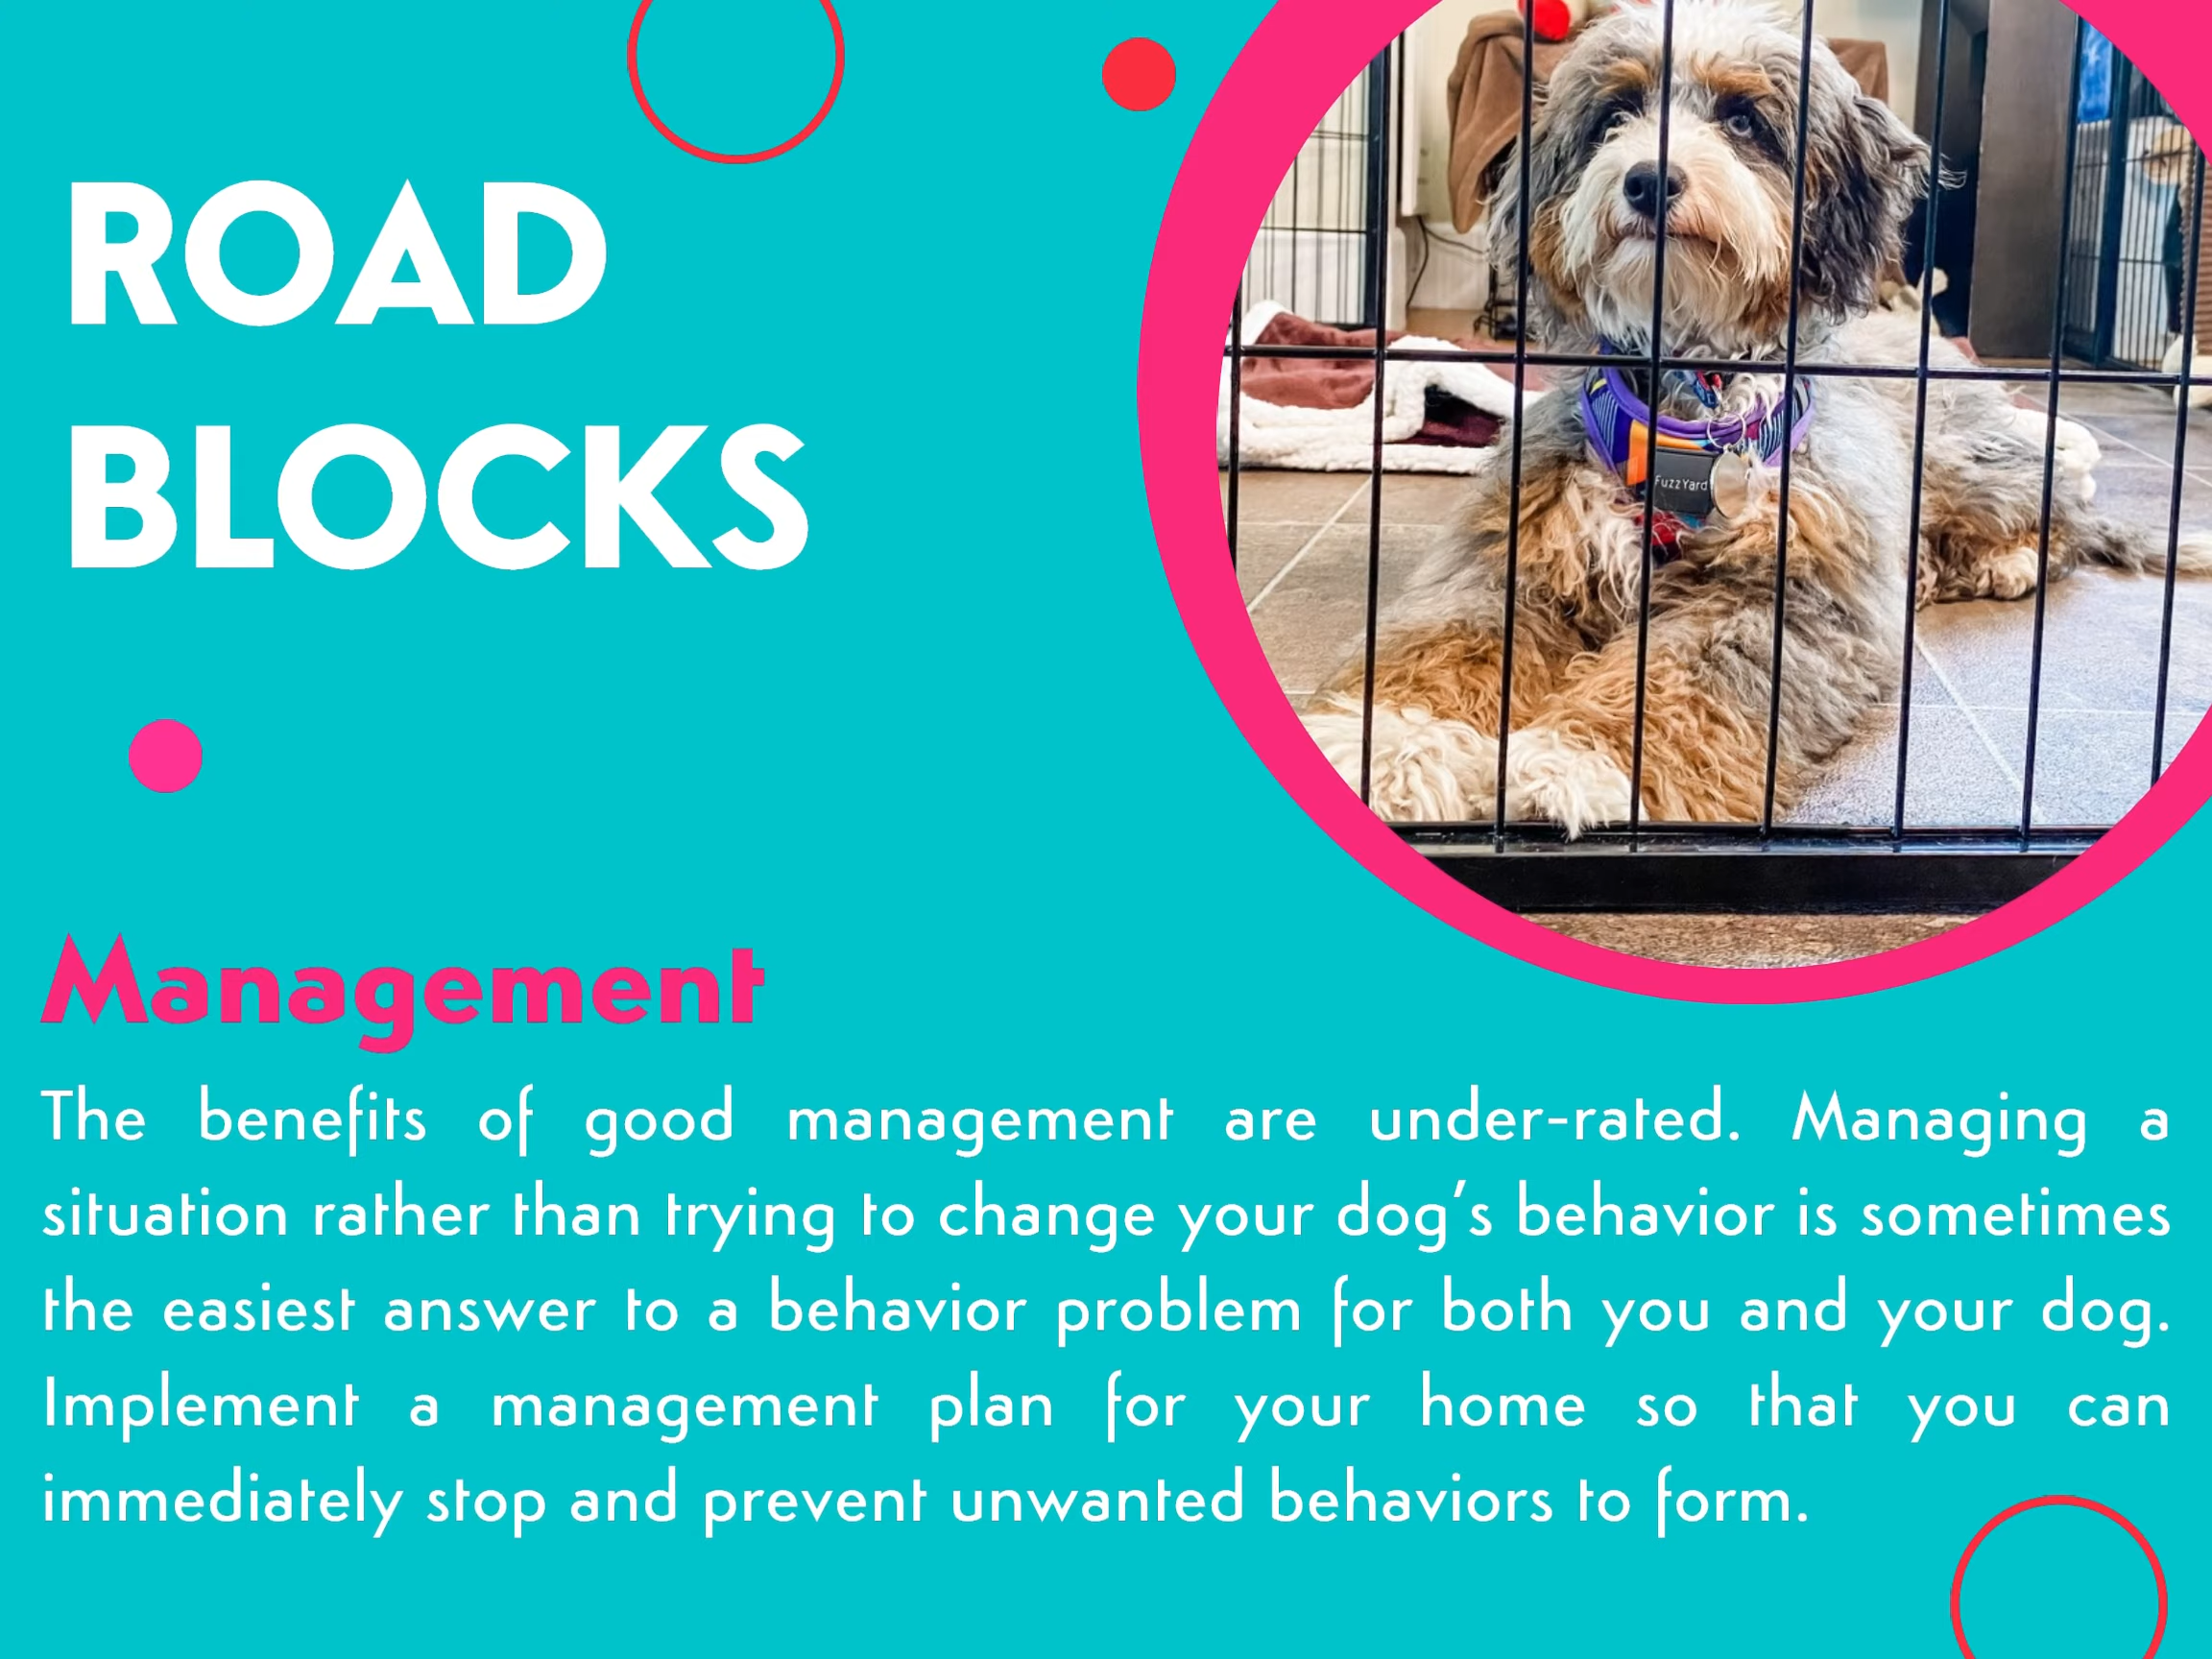 ROAD
BLOCKS
FuzzYard
Management
The benefits of good management are under-rated. Managing a
situation rather than trying to change your dog's behavior is sometimes
the easiest answer to a behavior problem for both you and your dog.
Implement a management plan for your home so that you can
immediately stop and prevent unwanted behaviors to form.